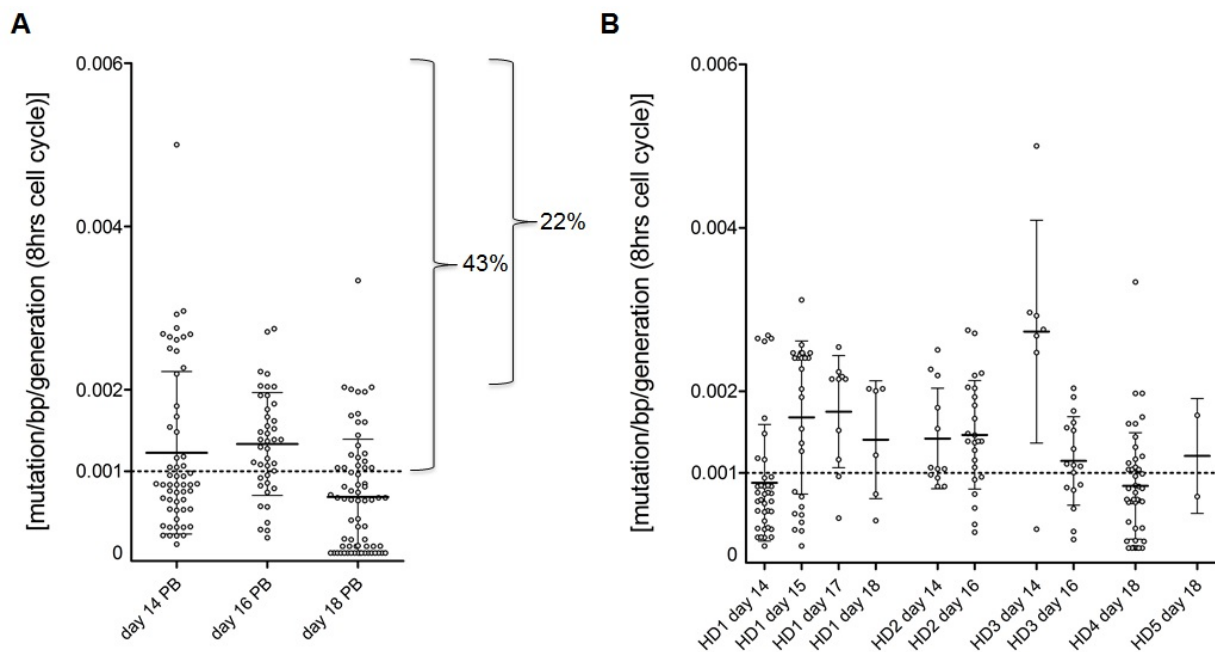 A
[mutation/bp/generation (8hrs cell cycle)]
0.006
0.004
0.002
0.001
0
43%
22%
day 14 PB
day 16 PB
day 18 PB
B
[mutation/bp/generation (8hrs cell cycle)]
0.006
0.004
0.002
0.001
0
HD1 day 14
HD1 day 15
HD1 day 17
HD1 day 18
HD2 day 14
HD2 day 16
HD3 day 14
HD3 day 16
HD4 day 18
HD5 day 18